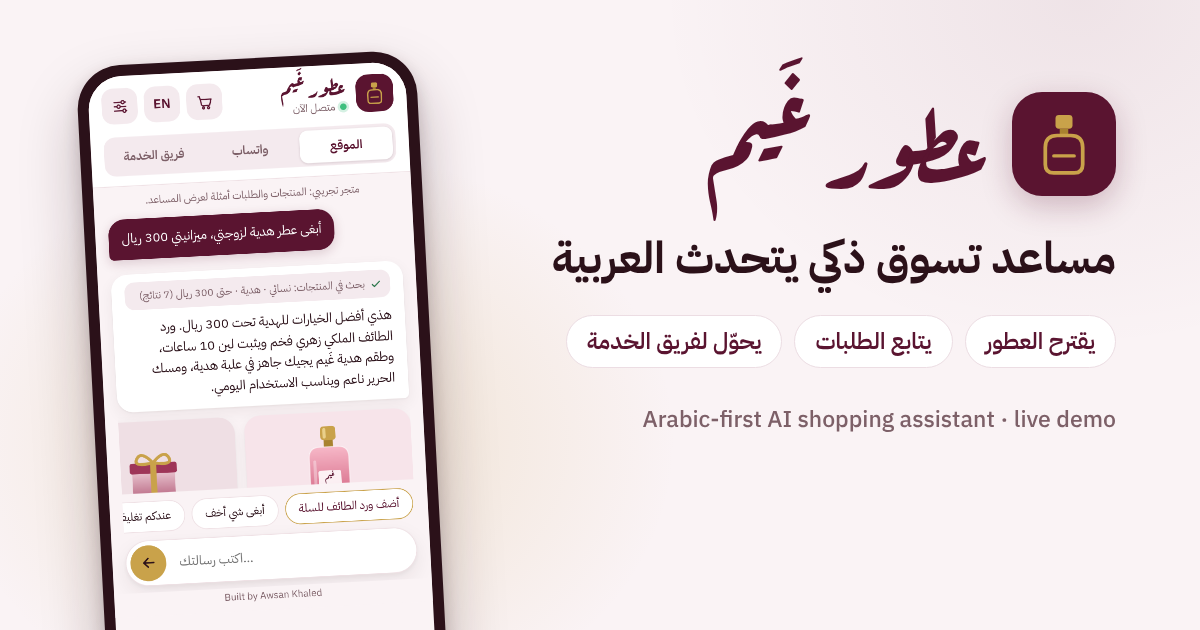 عطور غَيم
مساعد تسوق ذكي يتحدث العربية
يقترح العطور
يتابع الطلبات
يحوّل لفريق الخدمة
Arabic-first AI shopping assistant · live demo
عطور غَيم
متصل الآن
EN
الموقع
واتساب
فريق الخدمة
متجر تجريبي: المنتجات والطلبات أمثلة لعرض المساعد.
أبغى عطر هدية لزوجتي، ميزانيتي 300 ريال
بحث في المنتجات: نسائي · هدية · حتى 300 ريال (7 نتائج)
هذي أفضل الخيارات للهدية تحت 300 ريال. ورد
الطائف الملكي زهري فخم ويثبت لين 10 ساعات،
وطقم هدية غَيم يجيك جاهز في علبة هدية، ومسك
الحرير ناعم ويناسب الاستخدام اليومي.
غيم
أضف ورد الطائف للسلة
أبغى شي أخف
عندكم تغليف
اكتب رسالتك...
Built by Awsan Khaled